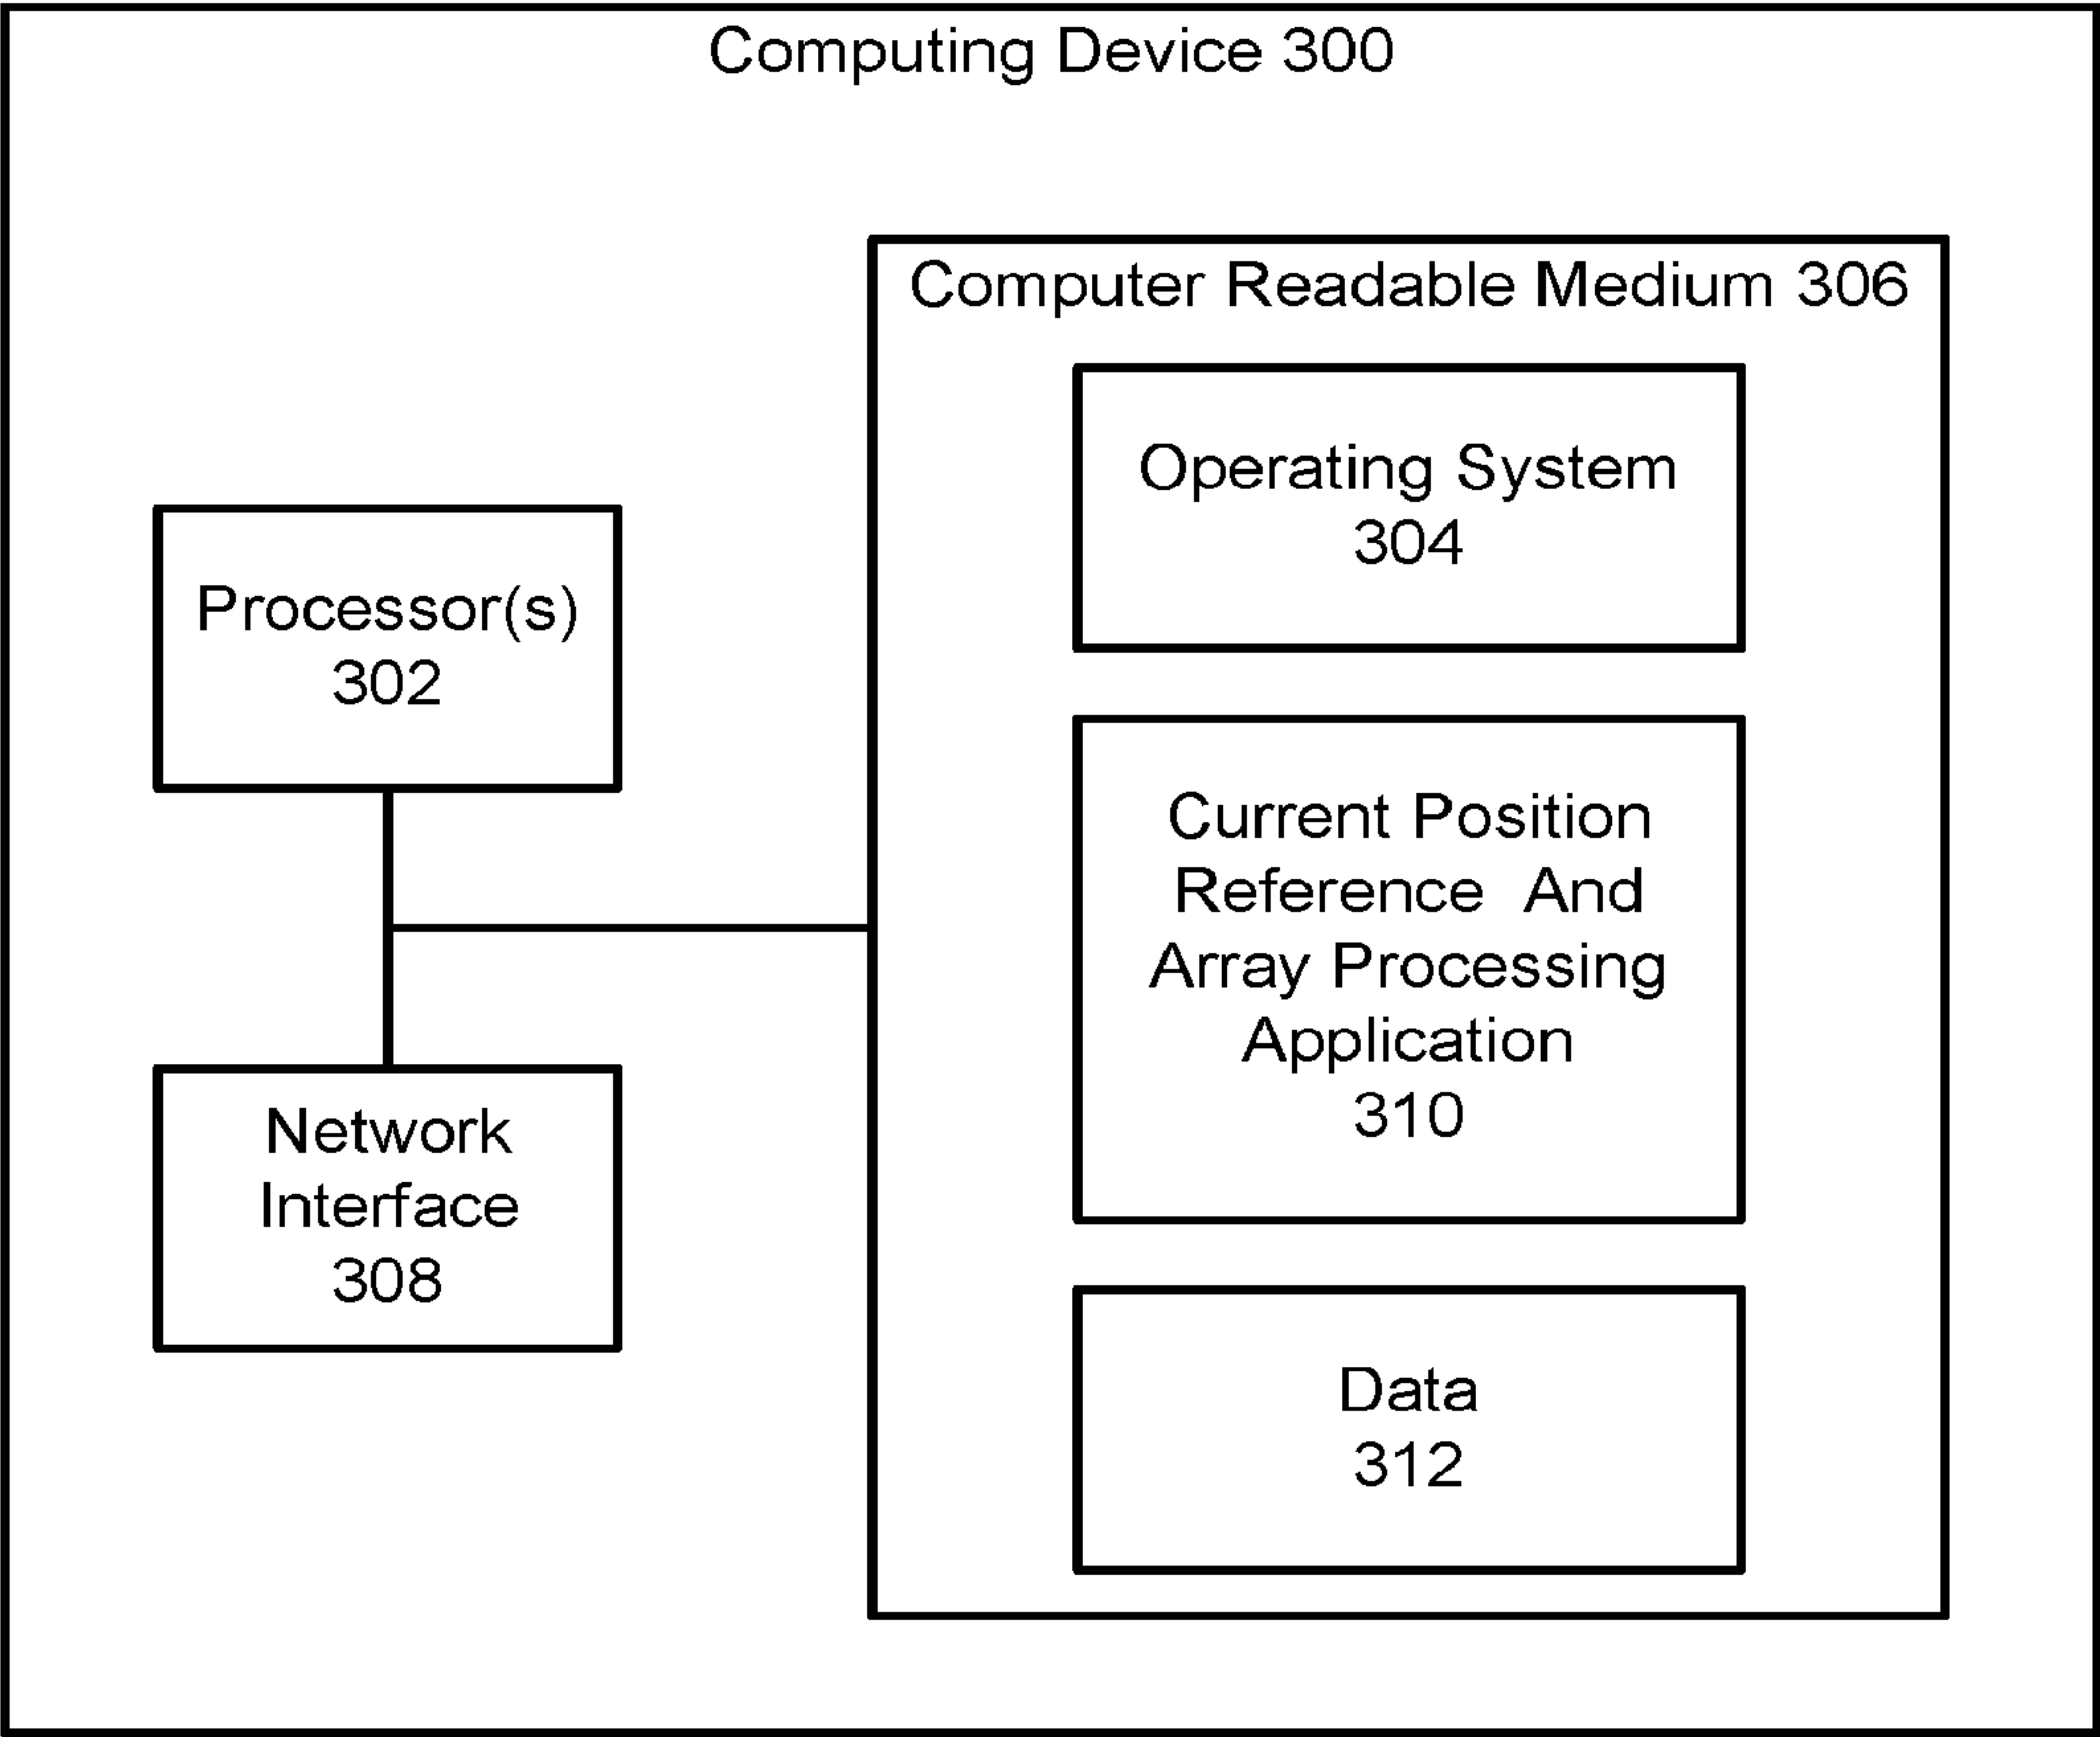 Computing Device 300
Computer Readable Medium 306
Operating System
304
Processor(s)
302
Current Position
Reference And
Array Processing
Application
310
Network
Interface
308
Data
312